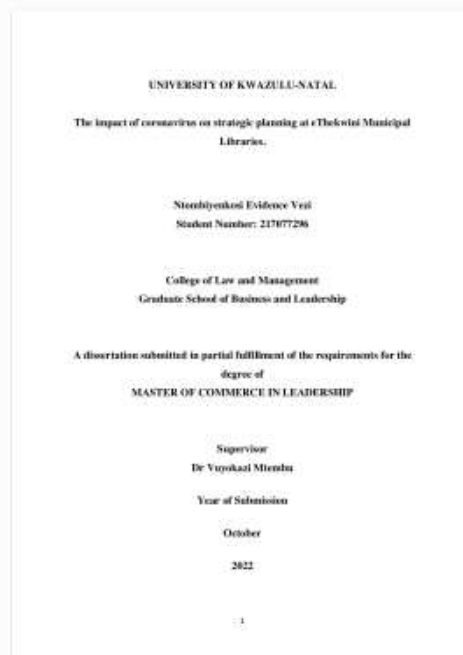 UNIVERSITY OF KWAZULU-NATAL
The impact of coronavirus on strategic planning at eThekwini Municipal
Libraries.
Ntombiyenkosi Evidence Vezi
Student Number: 217077296
College of Law and Management
Graduate School of Business and Leadership
A dissertation submitted in partial fulfillment of the requirements for the
degree of
MASTER OF COMMERCE IN LEADERSHIP
Supervisor
Dr Vuyokazi Mtembu
Year of Submission
October
2022
1